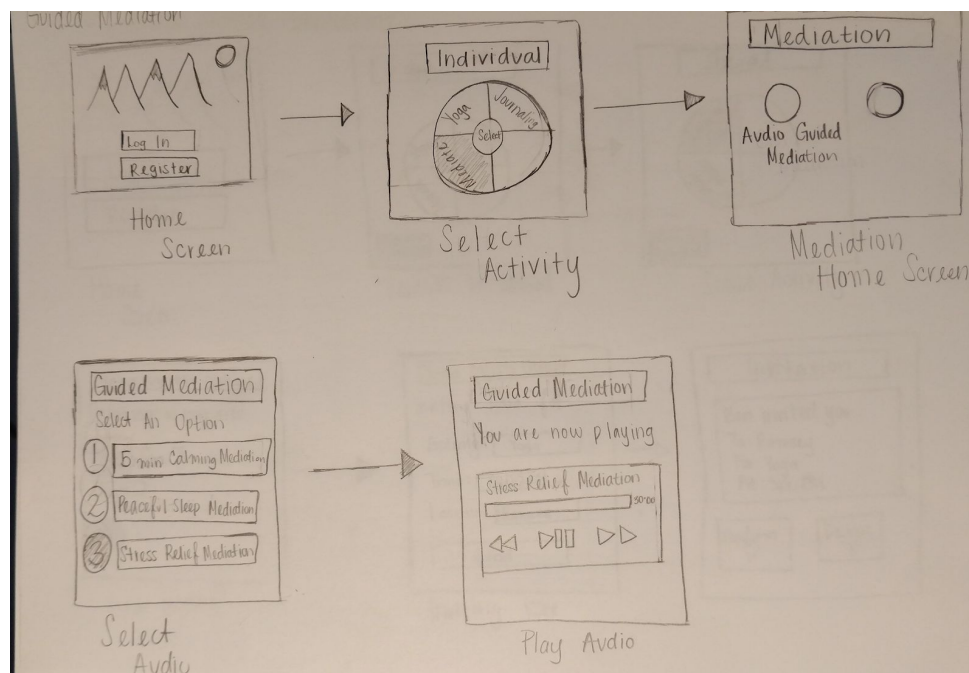 Guided Mediation
Log In
Register
Home
Screen
Individual
Yoga
Journaling
Select
Mediate
Select
Activity
Mediation
Audio Guided
Mediation
Mediation
Home Screen
Guided Mediation
Select An Option
1 5 min Calming Mediation
2 Peaceful Sleep Mediation
3 Stress Relief Mediation
Select
Audio
Guided Mediation
You are now playing
Stress Relief Mediation
50:00
Play Audio